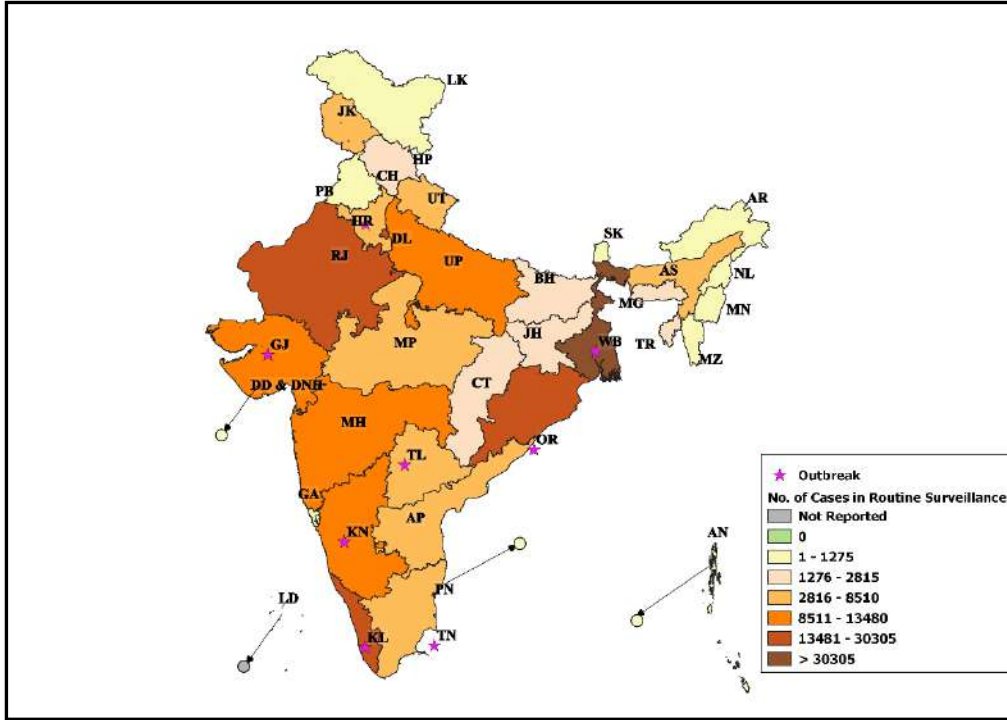 LK
JK
HP
CH
PB
UT
AR
HR
SK
DL
RJ
UP
AS
BH
NL
MG
MN
JH
WB
GJ
MP
TR
MZ
CT
DD & DNH
MH
OR
TL
GA
AP
KN
AN
PN
LD
KL
TN
Outbreak
No. of Cases in Routine Surveillance
Not Reported
0
1 - 1275
1276 - 2815
2816 - 8510
8511 - 13480
13481 - 30305
> 30305